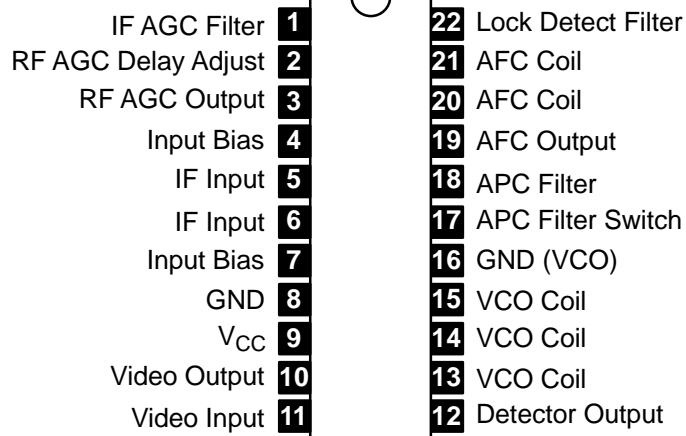 IF AGC Filter 1 22 Lock Detect Filter
RF AGC Delay Adjust 2 21 AFC Coil
RF AGC Output 3 20 AFC Coil
Input Bias 4 19 AFC Output
IF Input 5 18 APC Filter
IF Input 6 17 APC Filter Switch
Input Bias 7 16 GND (VCO)
GND 8 15 VCO Coil
VCC 9 14 VCO Coil
Video Output 10 13 VCO Coil
Video Input 11 12 Detector Output